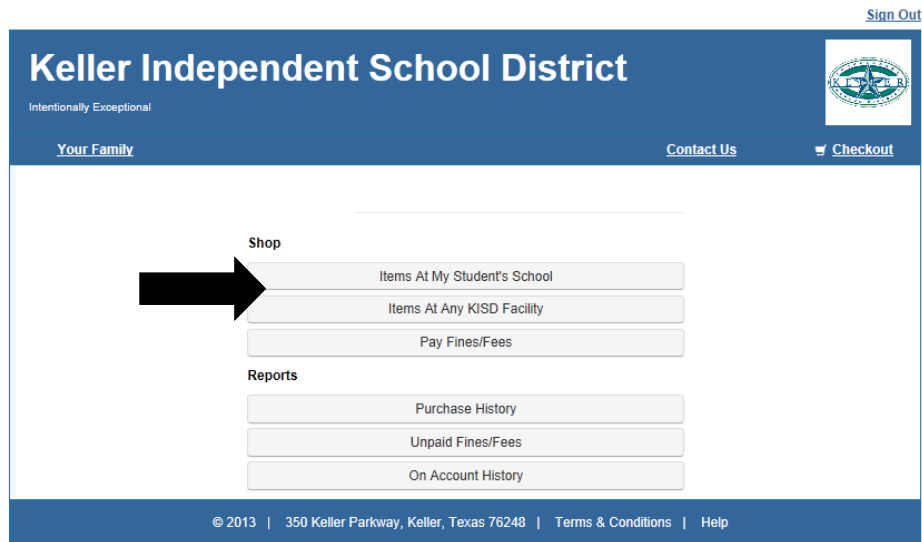 Sign Out
Keller Independent School District
Intentionally Exceptional
KELLER
Your Family
Contact Us
Checkout
Shop
Items At My Student's School
Items At Any KISD Facility
Pay Fines/Fees
Reports
Purchase History
Unpaid Fines/Fees
On Account History
© 2013 | 350 Keller Parkway, Keller, Texas 76248 | Terms & Conditions | Help